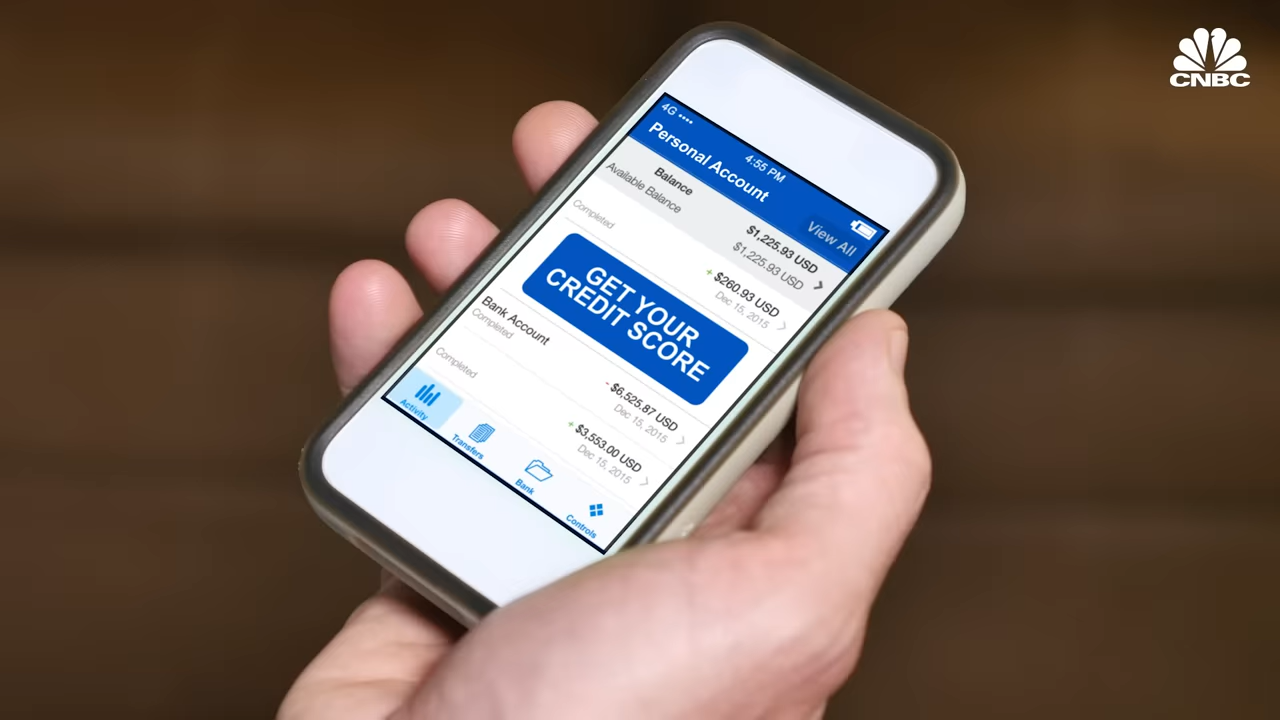 CNBC
4G
4:55 PM
Personal Account
View All
Balance
$1,225.93 USD
Available Balance
$1,225.93 USD
+ $260.93 USD
Completed
Dec 15, 2015
GET YOUR
CREDIT SCORE
Bank Account
- $6,525.87 USD
Completed
Dec 15, 2015
+ $3,553.00 USD
Completed
Dec 15, 2015
Activity
Transfers
Bank
Controls